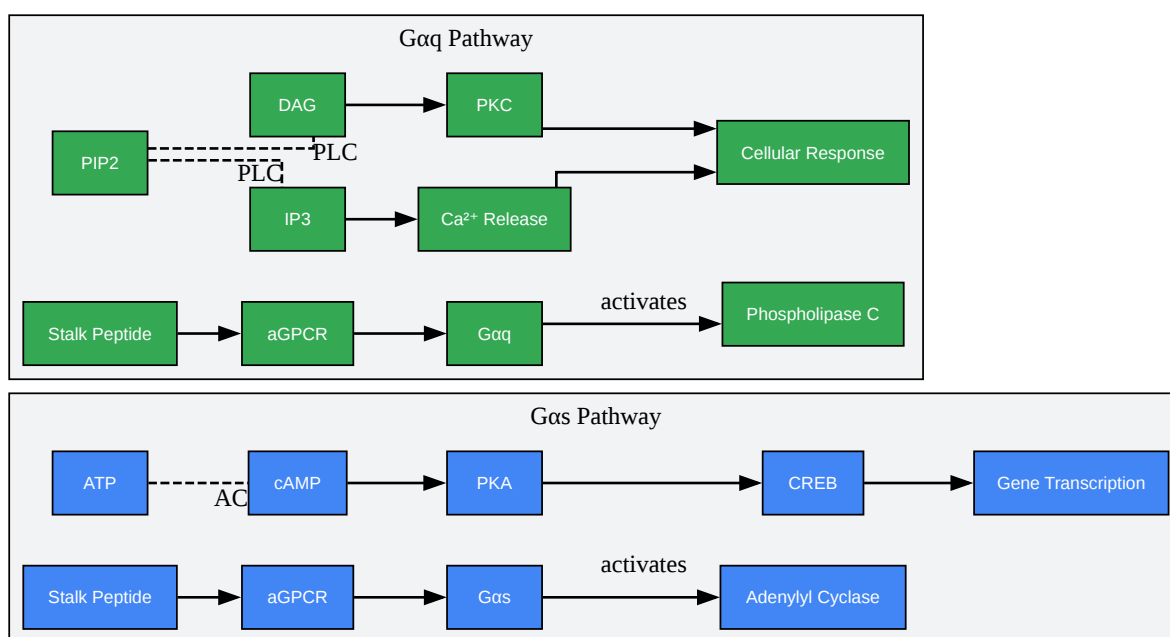 Gαq Pathway
DAG
PKC
PIP2
PLC
PLC
Cellular Response
IP3
Ca²⁺ Release
Stalk Peptide
aGPCR
Gαq
activates
Phospholipase C
Gαs Pathway
ATP
AC
cAMP
PKA
CREB
Gene Transcription
Stalk Peptide
aGPCR
Gαs
activates
Adenylyl Cyclase